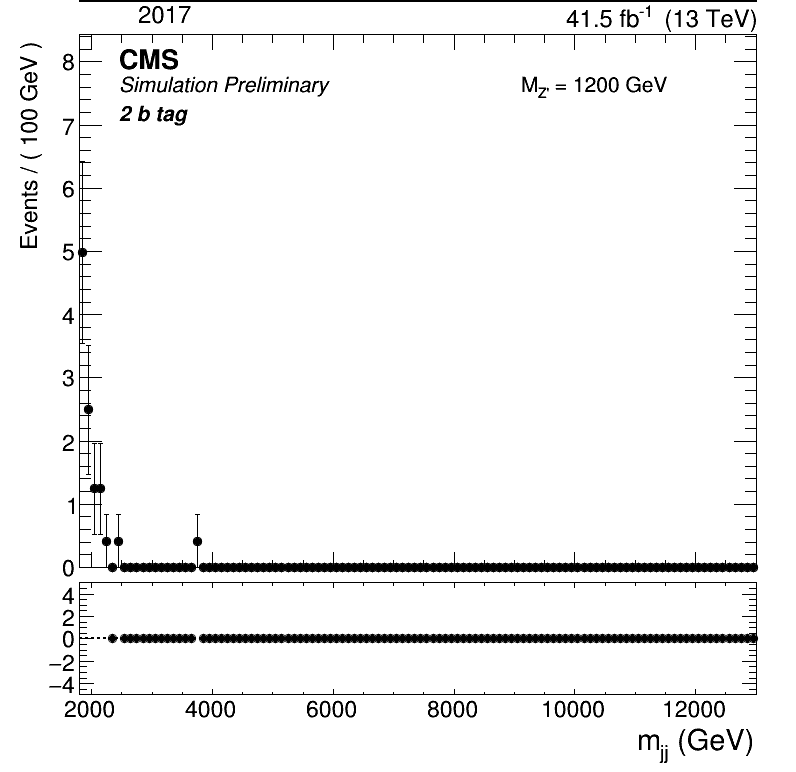 2017
41.5 fb⁻¹ (13 TeV)
CMS
Simulation Preliminary
2 b tag
M_Z' = 1200 GeV
Events / ( 100 GeV )
8
7
6
5
4
3
2
1
0
4
2
0
−2
−4
2000 4000 6000 8000 10000 12000
m_jj (GeV)